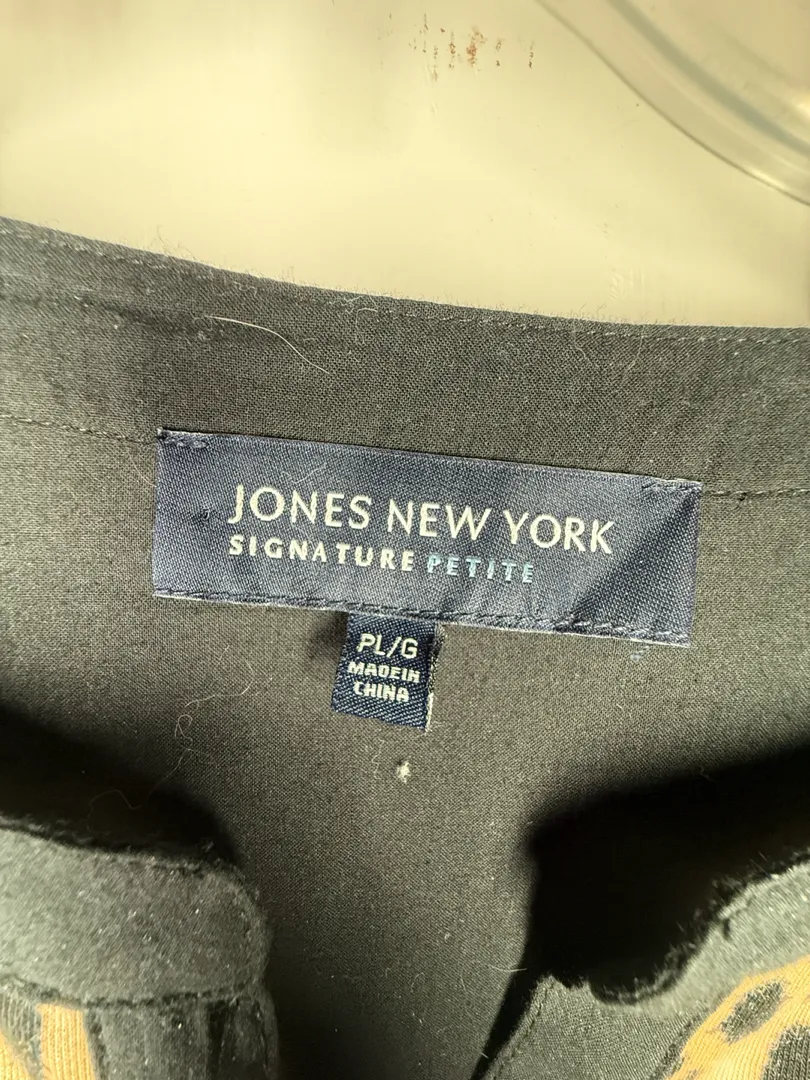 JONES NEW YORK
SIGNATURE PETITE
PL/G
MADE IN
CHINA